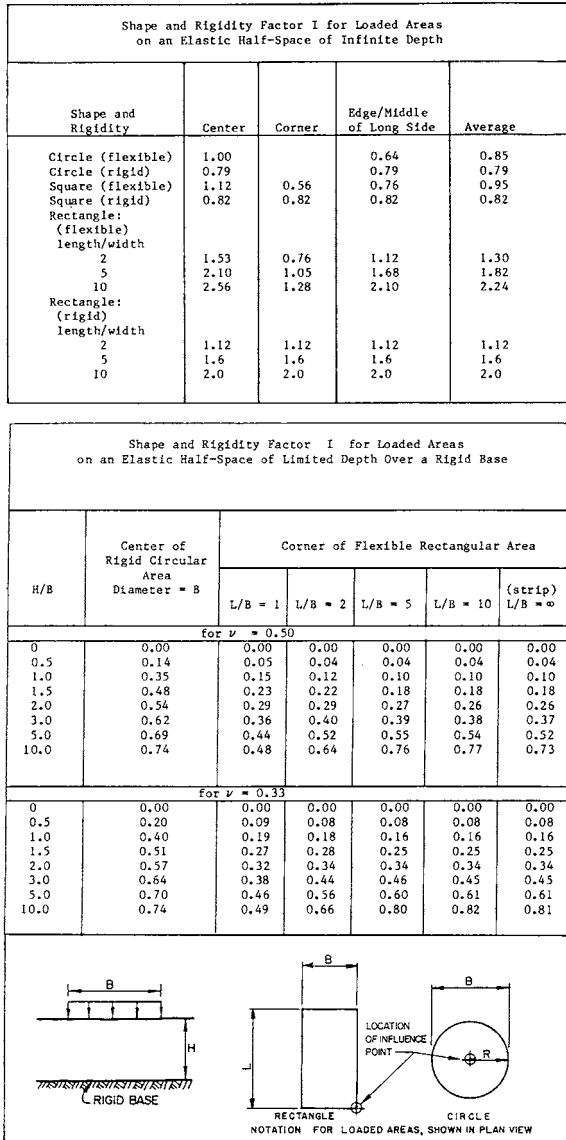 Shape and Rigidity Factor I for Loaded Areas
on an Elastic Half-Space of Infinite Depth
Shape and Rigidity Center Corner Edge/Middle of Long Side Average
Circle (flexible) 1.00 0.64 0.85
Circle (rigid) 0.79 0.79 0.79
Square (flexible) 1.12 0.56 0.76 0.95
Square (rigid) 0.82 0.82 0.82 0.82
Rectangle:
(flexible)
length/width
2 1.53 0.76 1.12 1.30
5 2.10 1.05 1.68 1.82
10 2.56 1.28 2.10 2.24
Rectangle:
(rigid)
length/width
2 1.12 1.12 1.12 1.12
5 1.6 1.6 1.6 1.6
10 2.0 2.0 2.0 2.0
Shape and Rigidity Factor I for Loaded Areas
on an Elastic Half-Space of Limited Depth Over a Rigid Base
H/B
Center of
Rigid Circular
Area
Diameter = B
Corner of Flexible Rectangular Area
L/B = 1 L/B = 2 L/B = 5 L/B = 10 (strip) L/B = ∞
for ν = 0.50
0 0.00 0.00 0.00 0.00 0.00 0.00
0.5 0.14 0.05 0.04 0.04 0.04 0.04
1.0 0.35 0.15 0.12 0.10 0.10 0.10
1.5 0.48 0.23 0.22 0.18 0.18 0.18
2.0 0.54 0.29 0.29 0.27 0.26 0.26
3.0 0.62 0.36 0.40 0.39 0.38 0.37
5.0 0.69 0.44 0.52 0.55 0.54 0.52
10.0 0.74 0.48 0.64 0.76 0.77 0.73
for ν = 0.33
0 0.00 0.00 0.00 0.00 0.00 0.00
0.5 0.20 0.09 0.08 0.08 0.08 0.08
1.0 0.40 0.19 0.18 0.16 0.16 0.16
1.5 0.51 0.27 0.28 0.25 0.25 0.25
2.0 0.57 0.32 0.34 0.34 0.34 0.34
3.0 0.64 0.38 0.44 0.46 0.45 0.45
5.0 0.70 0.46 0.56 0.60 0.61 0.61
10.0 0.74 0.49 0.66 0.80 0.82 0.81
B
H
RIGID BASE
B
L
RECTANGLE
LOCATION
OF INFLUENCE
POINT
B
R
CIRCLE
NOTATION FOR LOADED AREAS, SHOWN IN PLAN VIEW